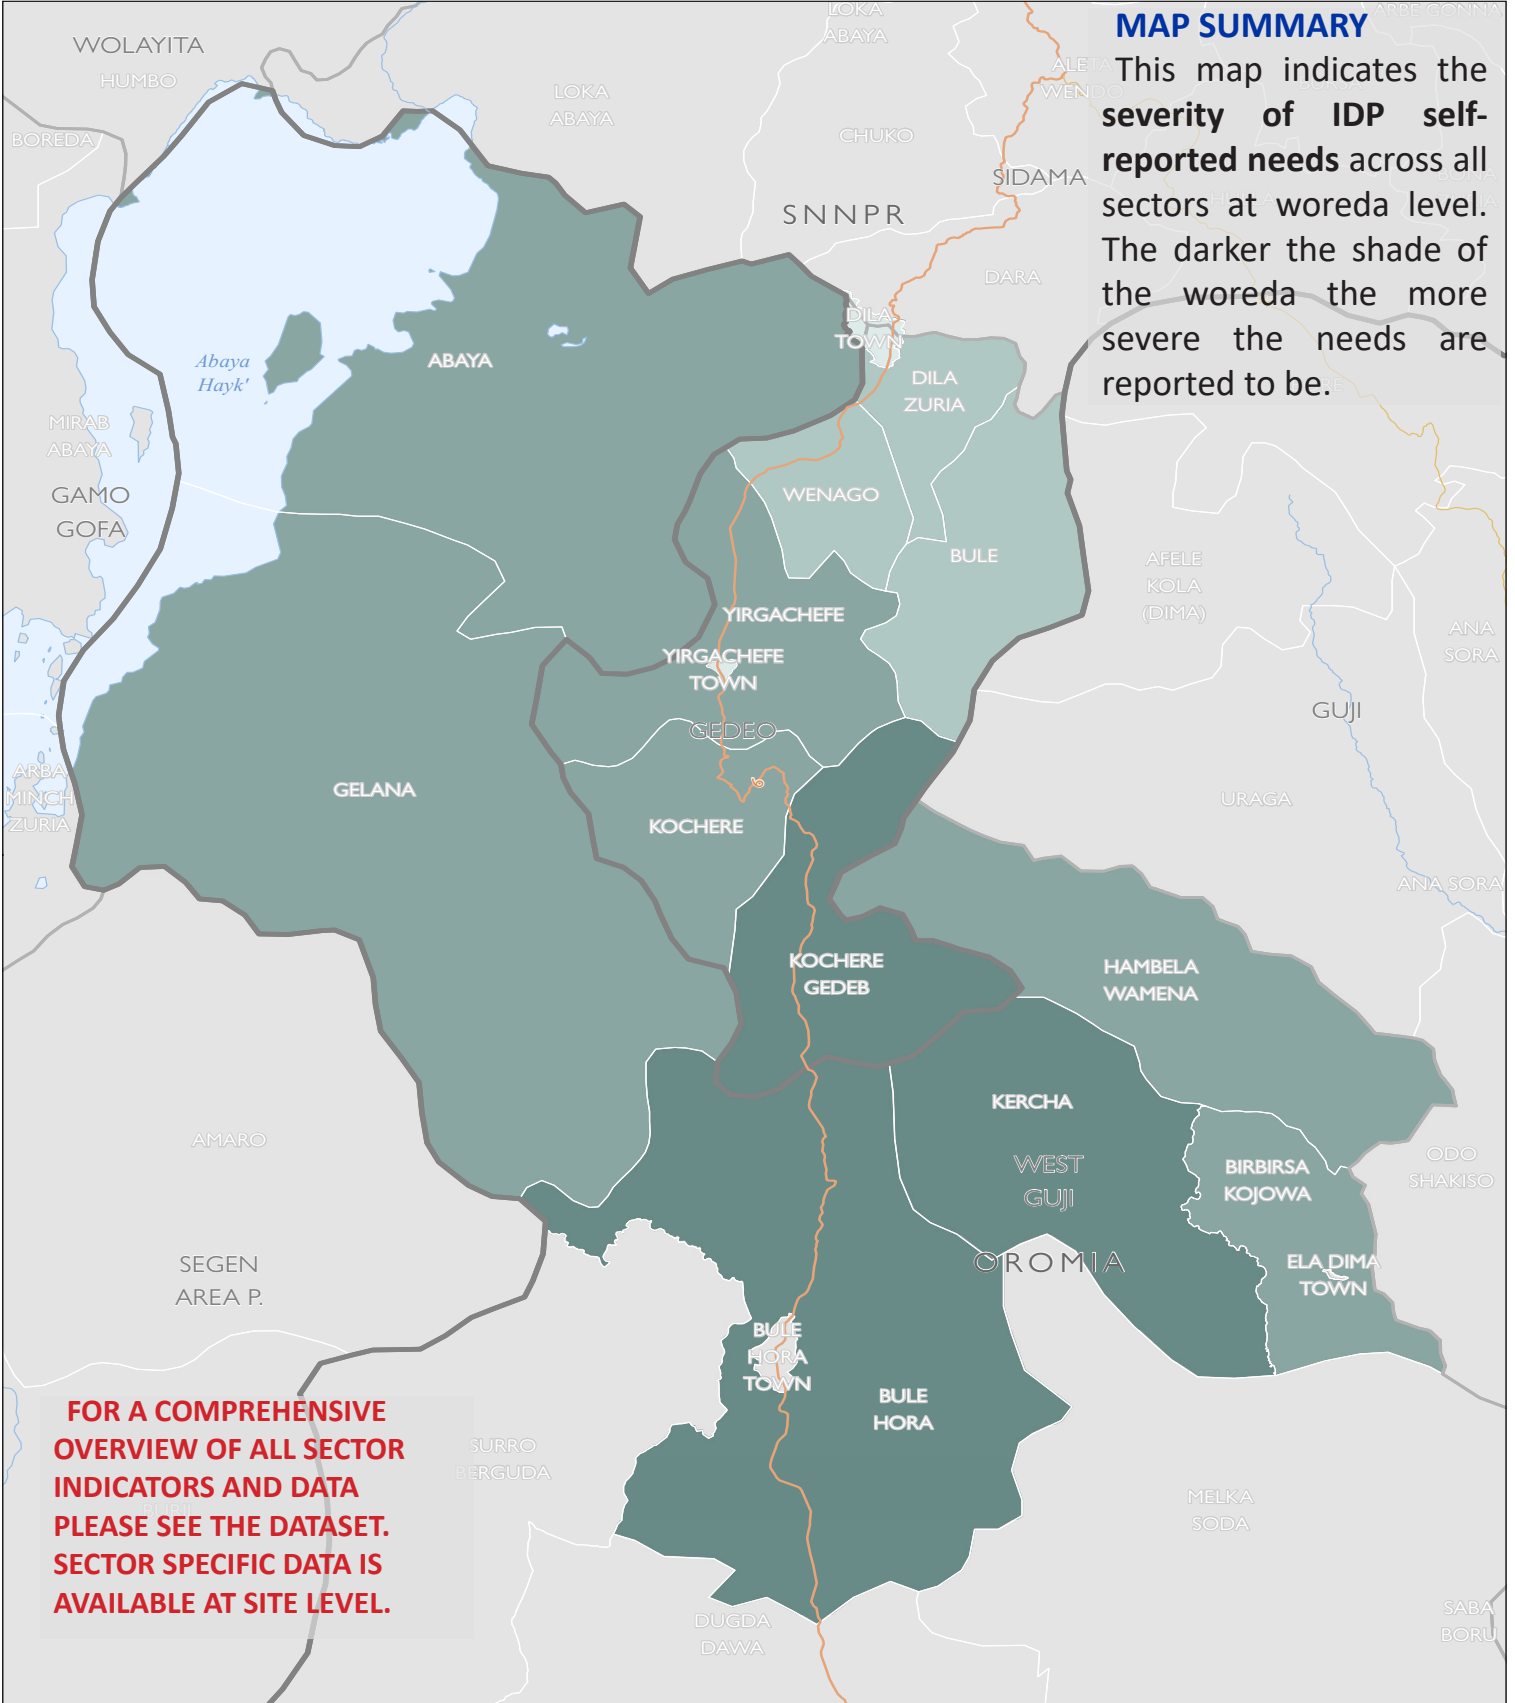 MAP SUMMARY
This map indicates the
severity of IDP self-
reported needs across all
sectors at woreda level.
The darker the shade of
the woreda the more
severe the needs are
reported to be.
WOLAYITA
HUMBO
LOKA
ABAYA
LOKA
ABAYA
ARBE GONNA
ALETA
WENDO
BOREDA
CHUKO
SIDAMA
SNNPR
DARA
DILA
TOWN
Abaya
Hayk'
ABAYA
DILA
ZURIA
MIRAB
ABAYA
GAMO
GOFA
WENAGO
BULE
AFELE
KOLA
(DIMA)
ANA
SORA
YIRGACHEFE
YIRGACHEFE
TOWN
GEDEO
GUJI
ARBA
MINCH
ZURIA
GELANA
KOCHERE
URAGA
ANA SORA
KOCHERE
GEDEB
HAMBELA
WAMENA
KERCHA
AMARO
WEST
GUJI
BIRBIRSA
KOJOWA
ODO
SHAKISO
SEGEN
AREA P.
OROMIA
ELA DIMA
TOWN
BULE
HORA
TOWN
BULE
HORA
SURRO
BERGUDA
MELKA
SODA
DUGDA
DAWA
SABA
BORU
FOR A COMPREHENSIVE
OVERVIEW OF ALL SECTOR
INDICATORS AND DATA
PLEASE SEE THE DATASET.
SECTOR SPECIFIC DATA IS
AVAILABLE AT SITE LEVEL.